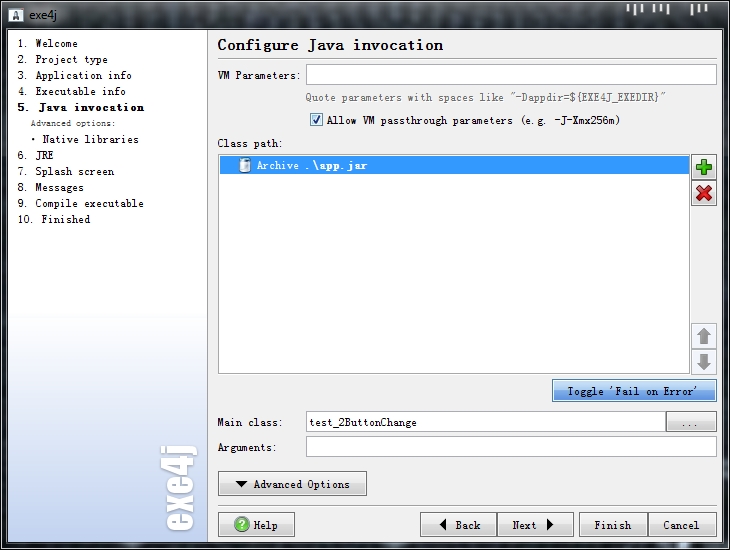 exe4j
1. Welcome
2. Project type
3. Application info
4. Executable info
5. Java invocation
Advanced options:
• Native libraries
6. JRE
7. Splash screen
8. Messages
9. Compile executable
10. Finished
exe4j
Configure Java invocation
VM Parameters:
Quote parameters with spaces like "-Dappdir=${EXE4J_EXEDIR}"
Allow VM passthrough parameters (e.g. -J-Xmx256m)
Class path:
Archive .\app.jar
Toggle 'Fail on Error'
Main class: test_2ButtonChange ...
Arguments:
Advanced Options
Help Back Next Finish Cancel